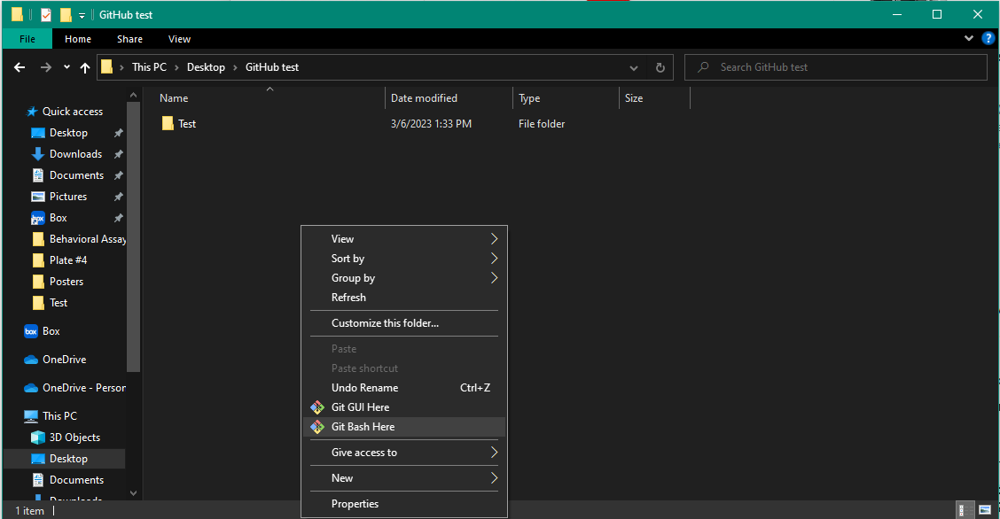 GitHub test
File Home Share View
This PC Desktop GitHub test
Search GitHub test
Name Date modified Type Size
Test 3/6/2023 1:33 PM File folder
Quick access
Desktop
Downloads
Documents
Pictures
Box
Behavioral Assay
Plate #4
Posters
Test
Box
OneDrive
OneDrive - Person
This PC
3D Objects
Desktop
Documents
Downloads
View
Sort by
Group by
Refresh
Customize this folder...
Paste
Paste shortcut
Undo Rename Ctrl+Z
Git GUI Here
Git Bash Here
Give access to
New
Properties
1 item